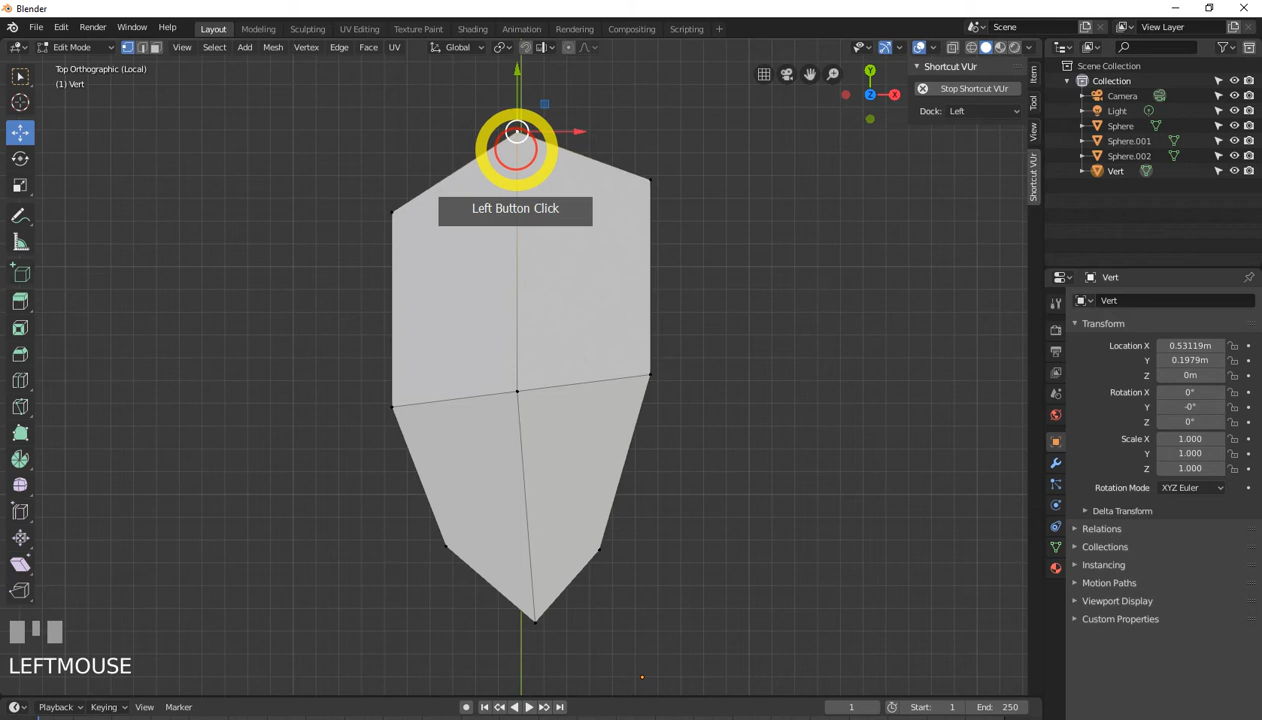 Blender
File Edit Render Window Help
Layout Modeling Sculpting UV Editing Texture Paint Shading Animation Rendering Compositing Scripting +
Scene
View Layer
Edit Mode View Select Add Mesh Vertex Edge Face UV Global
Top Orthographic (Local)
(1) Vert
Y
X
Z
Shortcut VUr
Stop Shortcut VUr
Dock: Left
Item
Tool
View
Shortcut VUr
Scene Collection
Collection
Camera
Light
Sphere
Sphere.001
Sphere.002
Vert
Left Button Click
Vert
Vert
Transform
Location X 0.53119m
Y 0.1979m
Z 0m
Rotation X 0°
Y -0°
Z 0°
Scale X 1.000
Y 1.000
Z 1.000
Rotation Mode XYZ Euler
Delta Transform
Relations
Collections
Instancing
Motion Paths
Viewport Display
Custom Properties
LEFTMOUSE
Playback Keying View Marker 1 Start: 1 End: 250